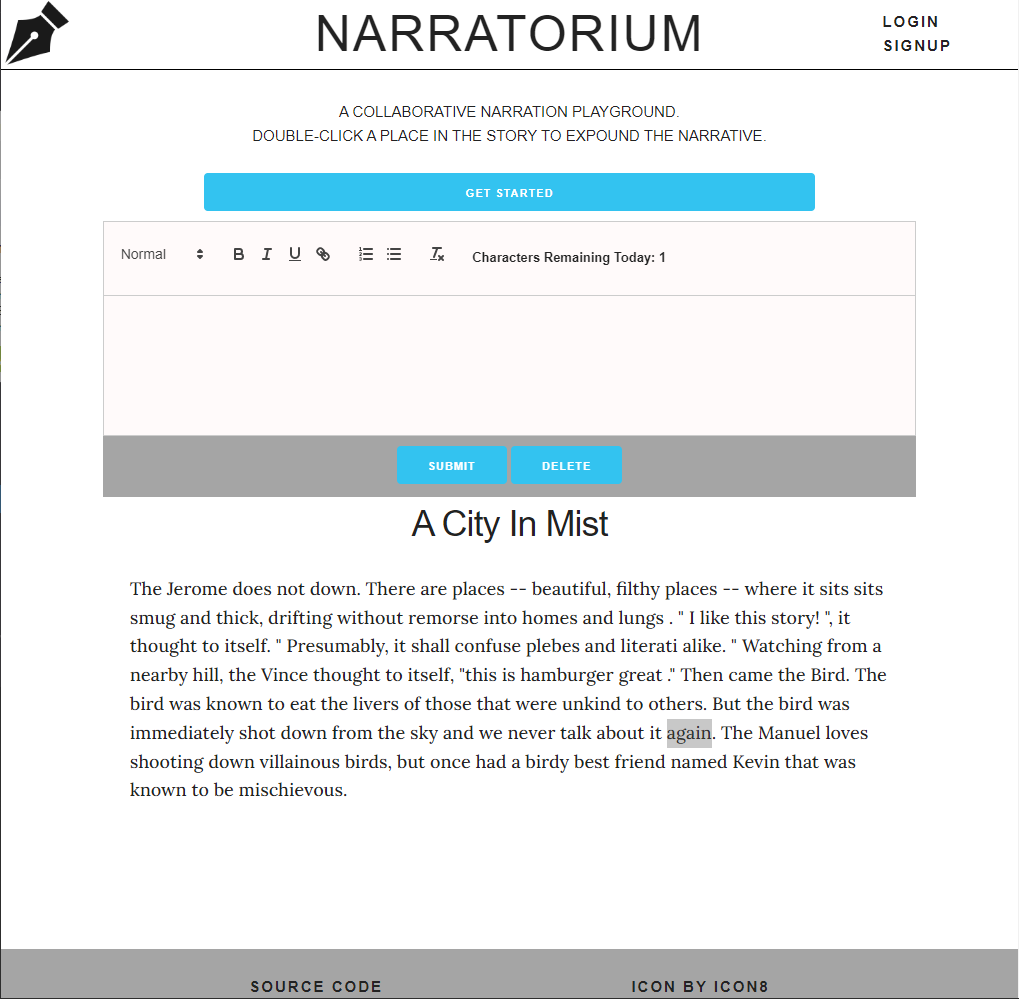 NARRATORIUM
LOGIN
SIGNUP
A COLLABORATIVE NARRATION PLAYGROUND.
DOUBLE-CLICK A PLACE IN THE STORY TO EXPOUND THE NARRATIVE.
GET STARTED
Normal B I U Characters Remaining Today: 1
SUBMIT DELETE
A City In Mist
The Jerome does not down. There are places -- beautiful, filthy places -- where it sits sits
smug and thick, drifting without remorse into homes and lungs . " I like this story! ", it
thought to itself. " Presumably, it shall confuse plebes and literati alike. " Watching from a
nearby hill, the Vince thought to itself, "this is hamburger great ." Then came the Bird. The
bird was known to eat the livers of those that were unkind to others. But the bird was
immediately shot down from the sky and we never talk about it again. The Manuel loves
shooting down villainous birds, but once had a birdy best friend named Kevin that was
known to be mischievous.
SOURCE CODE ICON BY ICON8